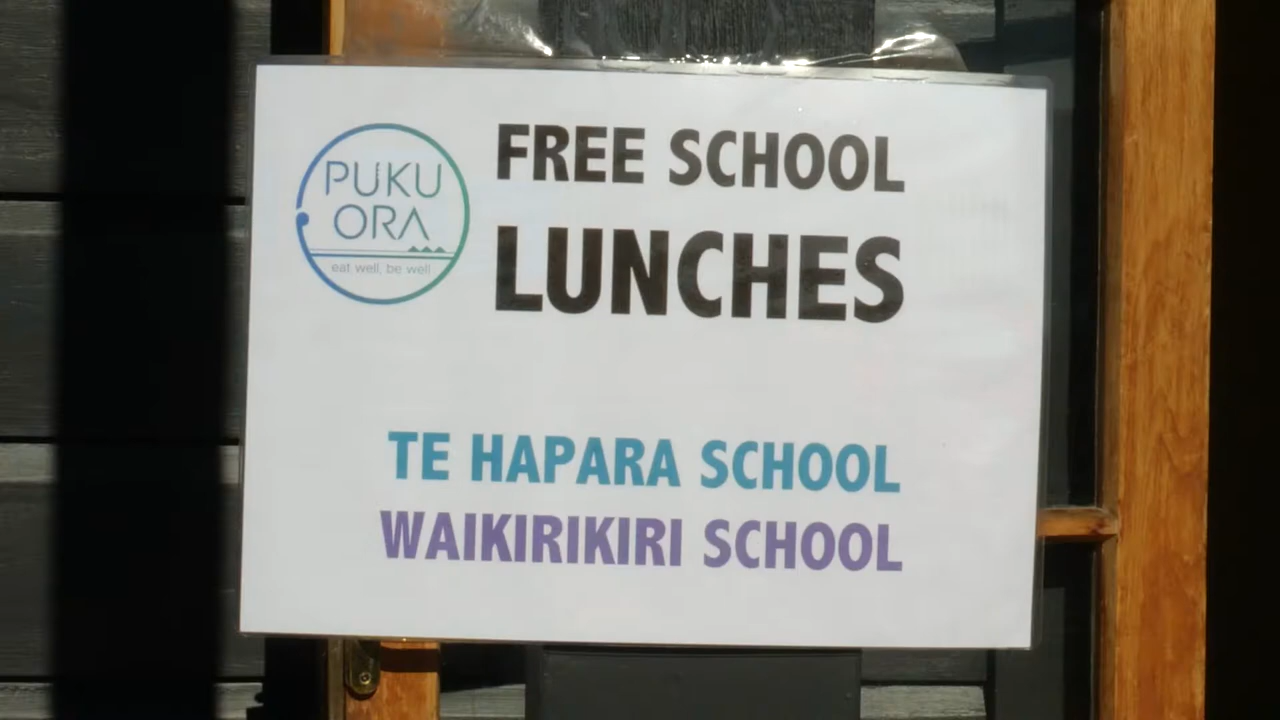 PUKU
ORA
eat well, be well
FREE SCHOOL
LUNCHES
TE HAPARA SCHOOL
WAIKIRIKIRI SCHOOL